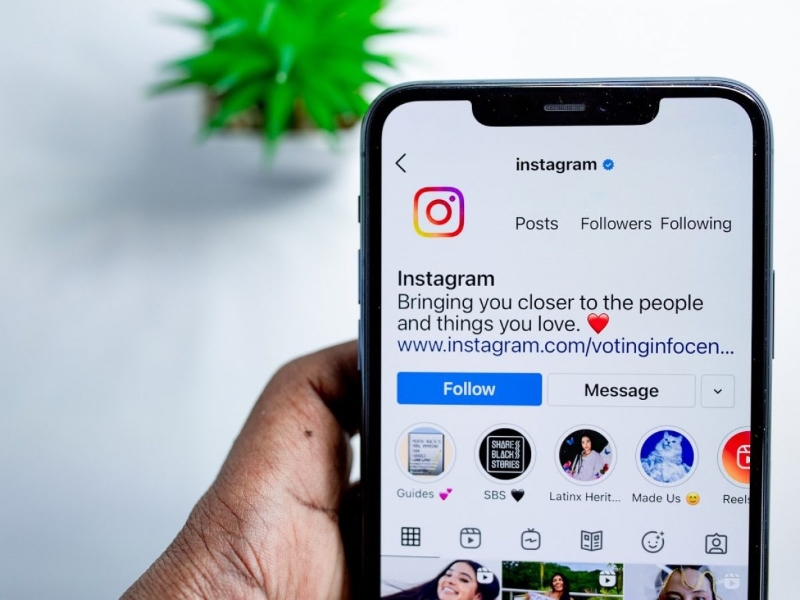 instagram
Posts Followers Following
Instagram
Bringing you closer to the people
and things you love. ❤️
www.instagram.com/votinginfocen...
Follow Message
SHARE
BLACK
STORIES
Guides 💕 SBS 🖤 Latinx Herit... Made Us 😊 Reels